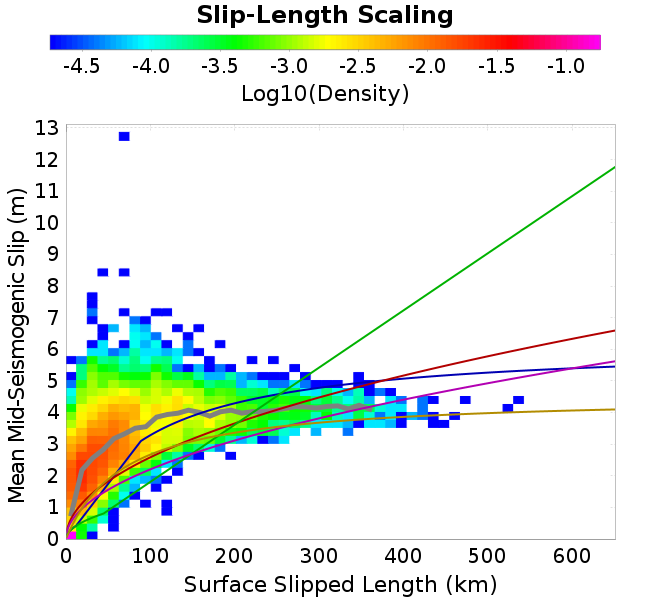 Slip-Length Scaling
-4.5 -4.0 -3.5 -3.0 -2.5 -2.0 -1.5 -1.0
Log10(Density)
Mean Mid-Seismogenic Slip (m)
13
12
11
10
9
8
7
6
5
4
3
2
1
0
0 100 200 300 400 500 600
Surface Slipped Length (km)